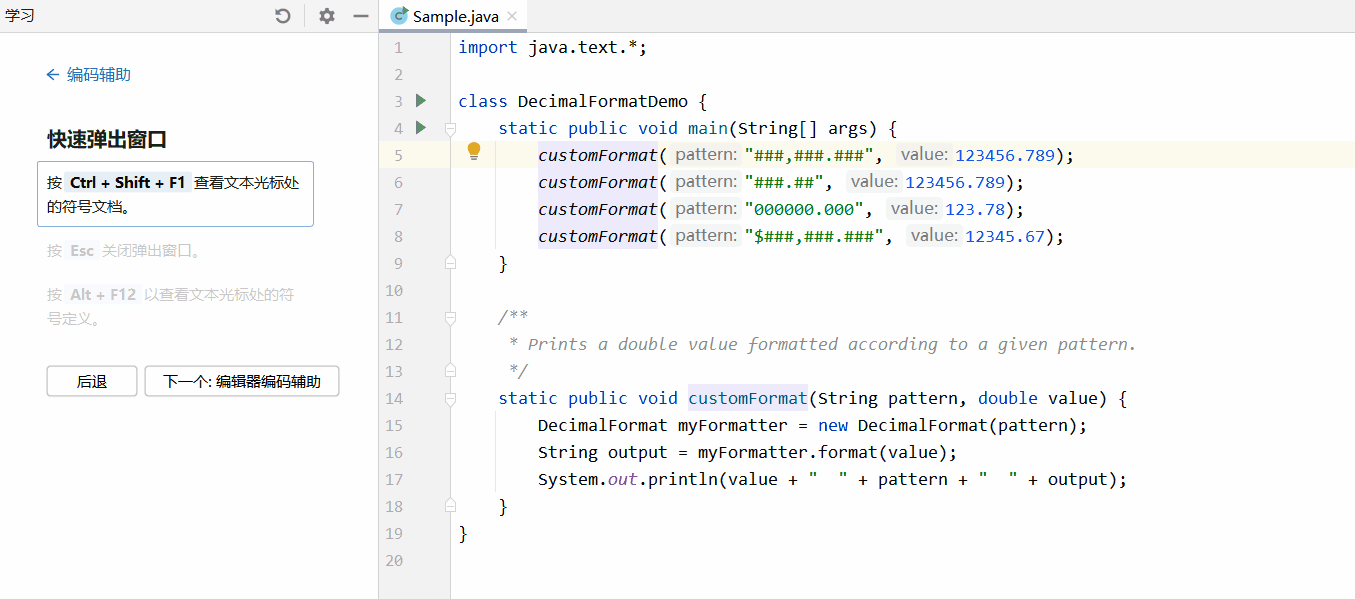 学习
编码辅助
快速弹出窗口
按 Ctrl + Shift + F1 查看文本光标处
的符号文档。
按 Esc 关闭弹出窗口。
按 Alt + F12 以查看文本光标处的符
号定义。
后退
下一个: 编辑器编码辅助
Sample.java
1 import java.text.*;
2
3 class DecimalFormatDemo {
4 static public void main(String[] args) {
5 customFormat( pattern: "###,###.###", value: 123456.789);
6 customFormat( pattern: "###.##", value: 123456.789);
7 customFormat( pattern: "000000.000", value: 123.78);
8 customFormat( pattern: "$###,###.###", value: 12345.67);
9 }
10
11 /**
12 * Prints a double value formatted according to a given pattern.
13 */
14 static public void customFormat(String pattern, double value) {
15 DecimalFormat myFormatter = new DecimalFormat(pattern);
16 String output = myFormatter.format(value);
17 System.out.println(value + "  " + pattern + "  " + output);
18 }
19 }
20